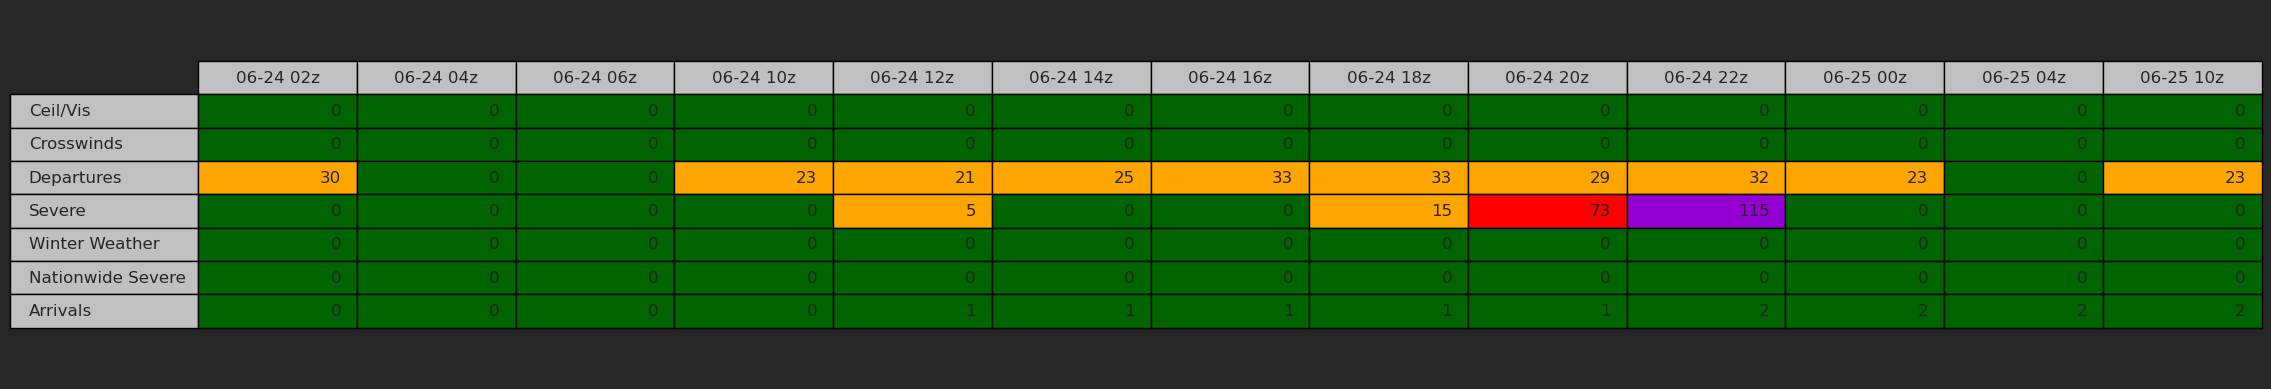 06-24 02z 06-24 04z 06-24 06z 06-24 10z 06-24 12z 06-24 14z 06-24 16z 06-24 18z 06-24 20z 06-24 22z 06-25 00z 06-25 04z 06-25 10z
Ceil/Vis 0 0 0 0 0 0 0 0 0 0 0 0 0
Crosswinds 0 0 0 0 0 0 0 0 0 0 0 0 0
Departures 30 0 0 23 21 25 33 33 29 32 23 0 23
Severe 0 0 0 0 5 0 0 15 73 115 0 0 0
Winter Weather 0 0 0 0 0 0 0 0 0 0 0 0 0
Nationwide Severe 0 0 0 0 0 0 0 0 0 0 0 0 0
Arrivals 0 0 0 0 1 1 1 1 1 2 2 2 2